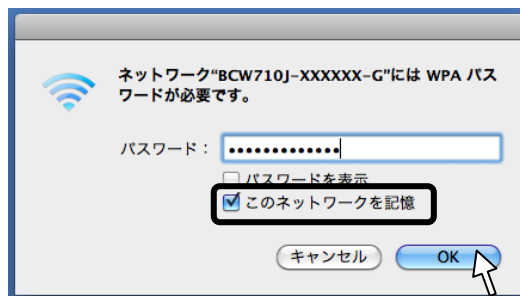 ネットワーク“BCW710J-XXXXXX-G”には WPA パス
ワードが必要です。
パスワード： •••••••••••••
パスワードを表示
このネットワークを記憶
キャンセル OK